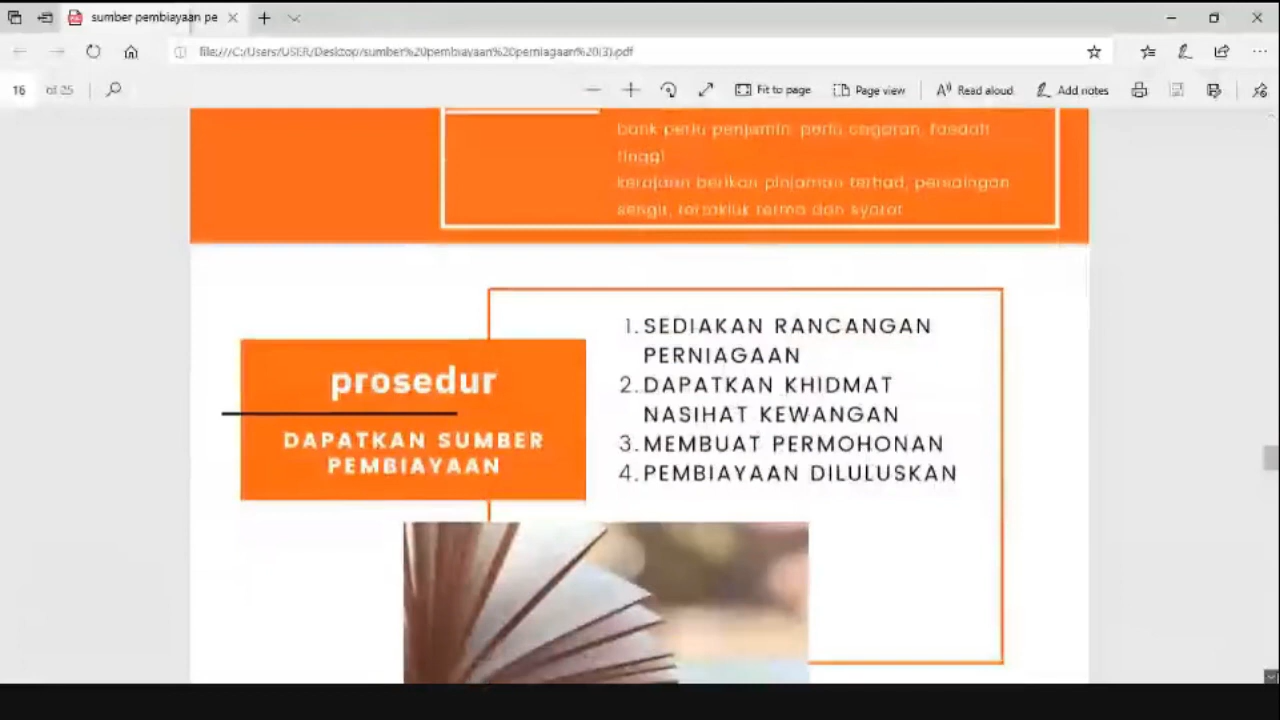 sumber pembiayaan pe
file:///C:/Users/USER/Desktop/sumber%20pembiayaan%20perniagaan%20(3).pdf
16 of 25 Fit to page Page view Read aloud Add notes
bank perlu penjamin, perlu cagaran, faedah
tinggi
kerajaan berikan pinjaman terhad, persaingan
sengit, tertakluk terma dan syarat
prosedur
DAPATKAN SUMBER
PEMBIAYAAN
1. SEDIAKAN RANCANGAN
PERNIAGAAN
2. DAPATKAN KHIDMAT
NASIHAT KEWANGAN
3. MEMBUAT PERMOHONAN
4. PEMBIAYAAN DILULUSKAN